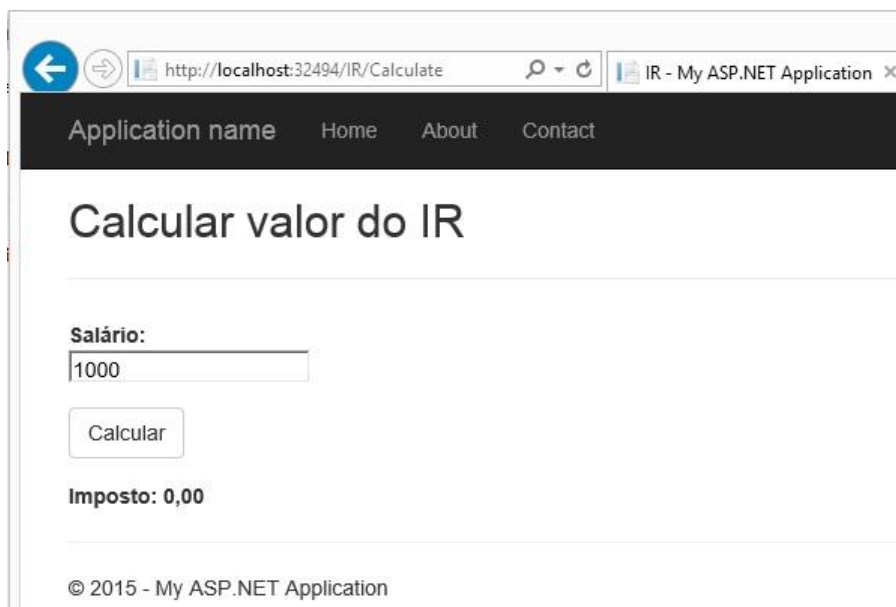 http://localhost:32494/IR/Calculate
IR - My ASP.NET Application
Application name Home About Contact
Calcular valor do IR
Salário:
1000
Calcular
Imposto: 0,00
© 2015 - My ASP.NET Application